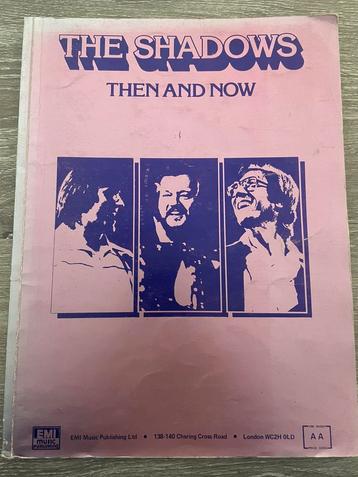 THE SHADOWS
THEN AND NOW
EMI
music
EMI Music Publishing Ltd • 138-140 Charing Cross Road • London WC2H 0LD
AA